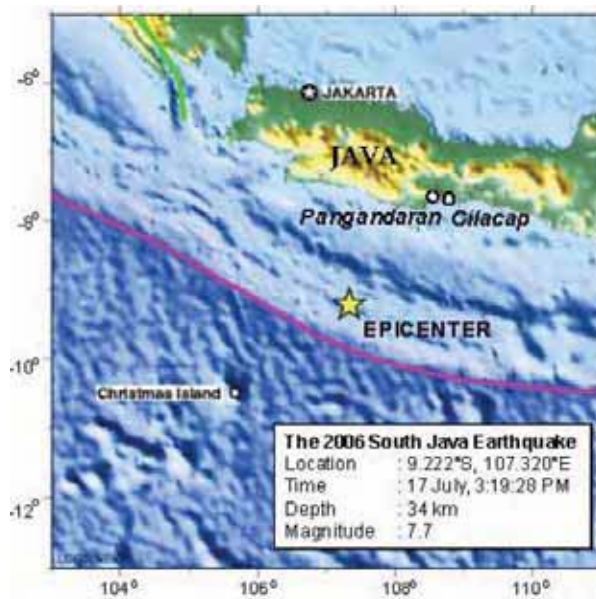 -6°
JAKARTA
JAVA
-8°
Pangandaran Cilacap
EPICENTER
-10°
Christmas Island
The 2006 South Java Earthquake
Location : 9.222°S, 107.320°E
Time : 17 July, 3:19:28 PM
Depth : 34 km
Magnitude : 7.7
-12°
104° 106° 108° 110°